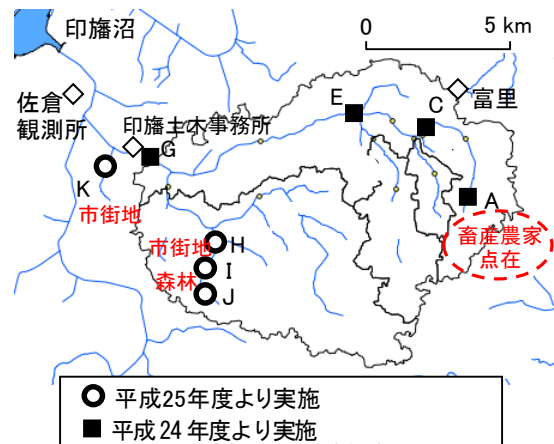 印旛沼
0 5 km
佐倉
観測所
印旛土木事務所
富里
E
C
G
K
A
市街地
市街地
H
森林
I
J
畜産農家
点在
平成25年度より実施
平成24年度より実施